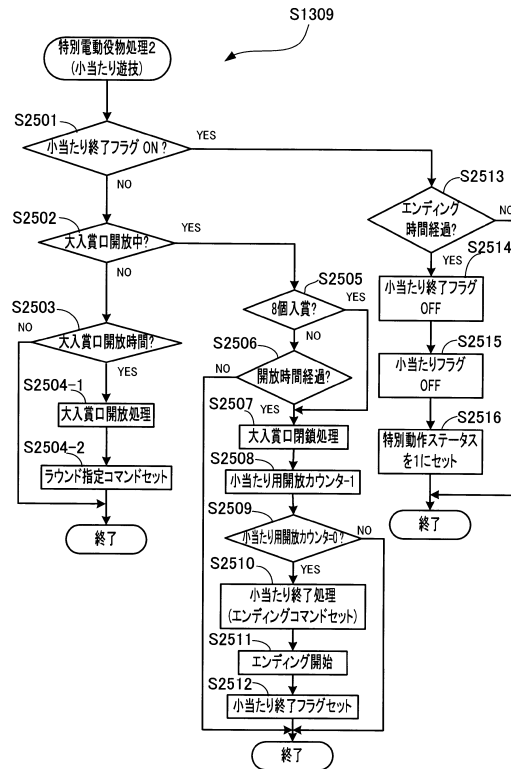 S1309
特別電動役物処理2
(小当たり遊技)
S2501
小当たり終了フラグ ON ?
YES
NO
S2502
大入賞口開放中?
YES
NO
S2503
NO
大入賞口開放時間?
YES
S2504-1
大入賞口開放処理
S2504-2
ラウンド指定コマンドセット
終了
S2505
8個入賞?
YES
NO
S2506
NO
開放時間経過?
YES
S2507
大入賞口閉鎖処理
S2508
小当たり用開放カウンタ-1
S2509
小当たり用開放カウンタ=0 ?
NO
YES
S2510
小当たり終了処理
(エンディングコマンドセット)
S2511
エンディング開始
S2512
小当たり終了フラグセット
終了
S2513
エンディング
時間経過?
NO
YES
S2514
小当たり終了フラグ
OFF
S2515
小当たりフラグ
OFF
S2516
特別動作ステータス
を1にセット
終了